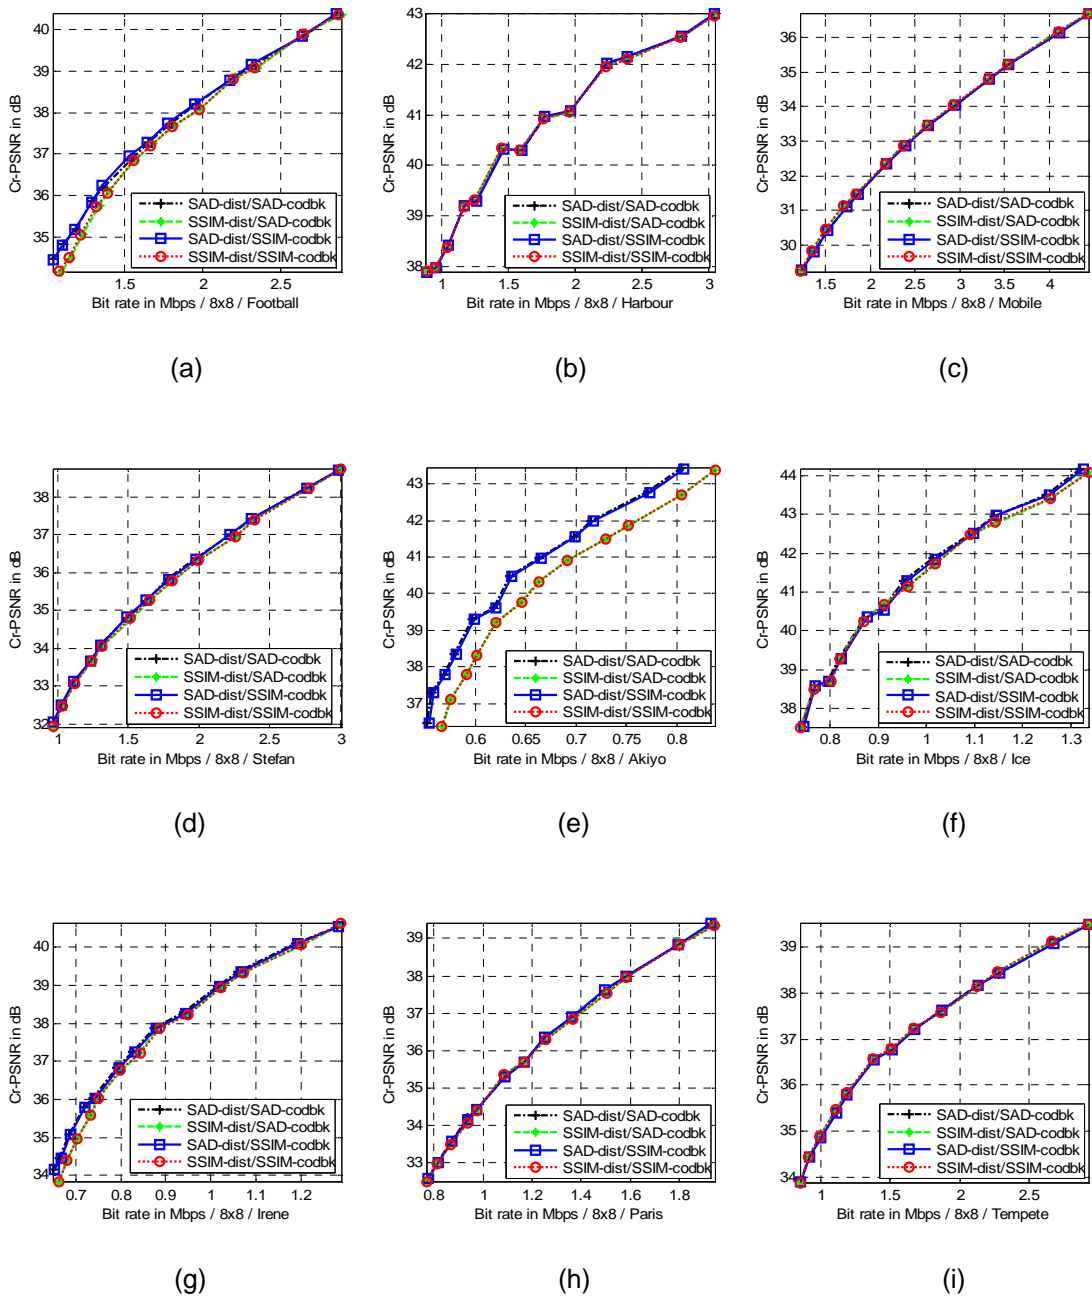 40
39
38
37
36
35
Cr-PSNR in dB
1.5 2 2.5
Bit rate in Mbps / 8x8 / Football
SAD-dist/SAD-codbk
SSIM-dist/SAD-codbk
SAD-dist/SSIM-codbk
SSIM-dist/SSIM-codbk
(a)
43
42
41
40
39
38
Cr-PSNR in dB
1 1.5 2 2.5 3
Bit rate in Mbps / 8x8 / Harbour
SAD-dist/SAD-codbk
SSIM-dist/SAD-codbk
SAD-dist/SSIM-codbk
SSIM-dist/SSIM-codbk
(b)
36
35
34
33
32
31
30
Cr-PSNR in dB
1.5 2 2.5 3 3.5 4
Bit rate in Mbps / 8x8 / Mobile
SAD-dist/SAD-codbk
SSIM-dist/SAD-codbk
SAD-dist/SSIM-codbk
SSIM-dist/SSIM-codbk
(c)
38
37
36
35
34
33
32
Cr-PSNR in dB
1 1.5 2 2.5 3
Bit rate in Mbps / 8x8 / Stefan
SAD-dist/SAD-codbk
SSIM-dist/SAD-codbk
SAD-dist/SSIM-codbk
SSIM-dist/SSIM-codbk
(d)
43
42
41
40
39
38
37
Cr-PSNR in dB
0.6 0.65 0.7 0.75 0.8
Bit rate in Mbps / 8x8 / Akiyo
SAD-dist/SAD-codbk
SSIM-dist/SAD-codbk
SAD-dist/SSIM-codbk
SSIM-dist/SSIM-codbk
(e)
44
43
42
41
40
39
38
Cr-PSNR in dB
0.8 0.9 1 1.1 1.2 1.3
Bit rate in Mbps / 8x8 / Ice
SAD-dist/SAD-codbk
SSIM-dist/SAD-codbk
SAD-dist/SSIM-codbk
SSIM-dist/SSIM-codbk
(f)
40
39
38
37
36
35
34
Cr-PSNR in dB
0.7 0.8 0.9 1 1.1 1.2
Bit rate in Mbps / 8x8 / Irene
SAD-dist/SAD-codbk
SSIM-dist/SAD-codbk
SAD-dist/SSIM-codbk
SSIM-dist/SSIM-codbk
(g)
39
38
37
36
35
34
33
Cr-PSNR in dB
0.8 1 1.2 1.4 1.6 1.8
Bit rate in Mbps / 8x8 / Paris
SAD-dist/SAD-codbk
SSIM-dist/SAD-codbk
SAD-dist/SSIM-codbk
SSIM-dist/SSIM-codbk
(h)
39
38
37
36
35
34
Cr-PSNR in dB
1 1.5 2 2.5
Bit rate in Mbps / 8x8 / Tempete
SAD-dist/SAD-codbk
SSIM-dist/SAD-codbk
SAD-dist/SSIM-codbk
SSIM-dist/SSIM-codbk
(i)